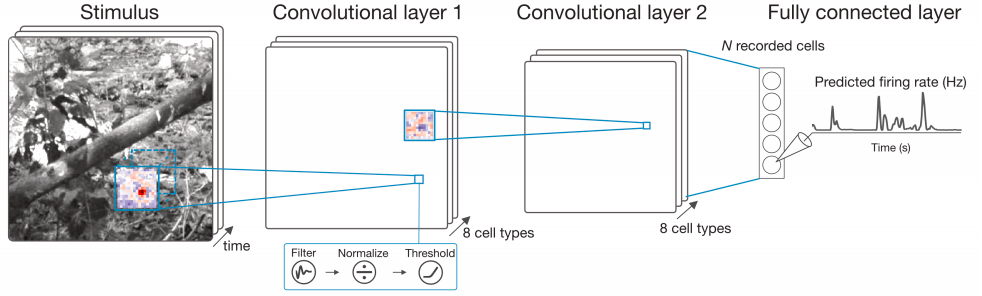 Stimulus
Convolutional layer 1
Convolutional layer 2
Fully connected layer
N recorded cells
Predicted firing rate (Hz)
Time (s)
time
8 cell types
8 cell types
Filter
Normalize
Threshold